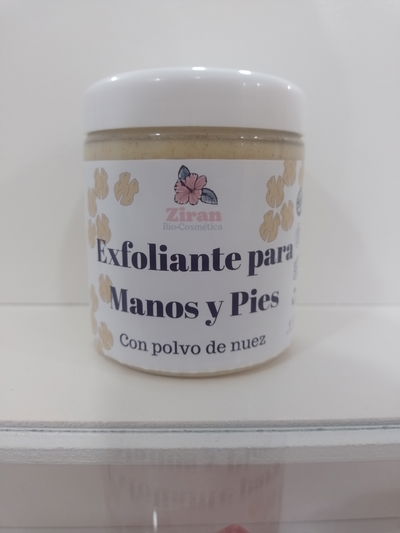 Ziran
Bio-Cosmética
Exfoliante para
Manos y Pies
Con polvo de nuez